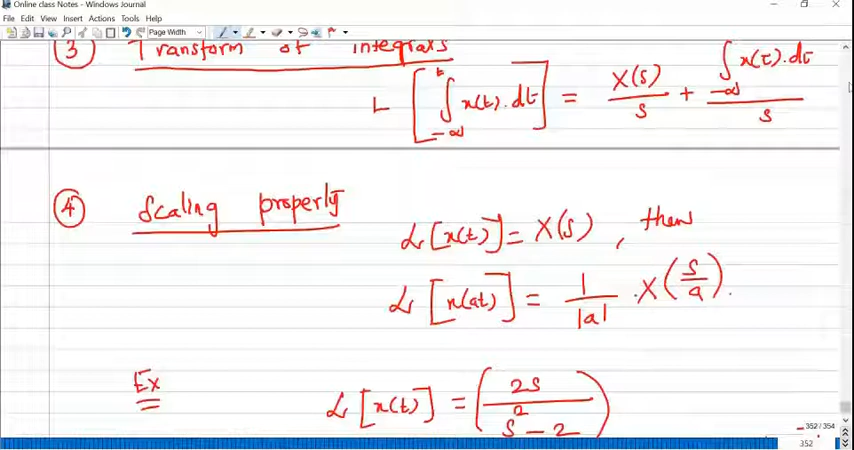 Online class Notes - Windows Journal
File Edit View Insert Actions Tools Help
Page Width
③ Transform of integrals
L [∫_{-∞}^{t} x(τ).dτ] = X(s)/s + ∫_{-∞} x(τ).dτ / s
④ Scaling property
L[x(t)] = X(s), then
L[x(at)] = 1/|a| . X(s/a).
Ex
L[x(t)] = (2s / s² - 2)
352 / 354
352